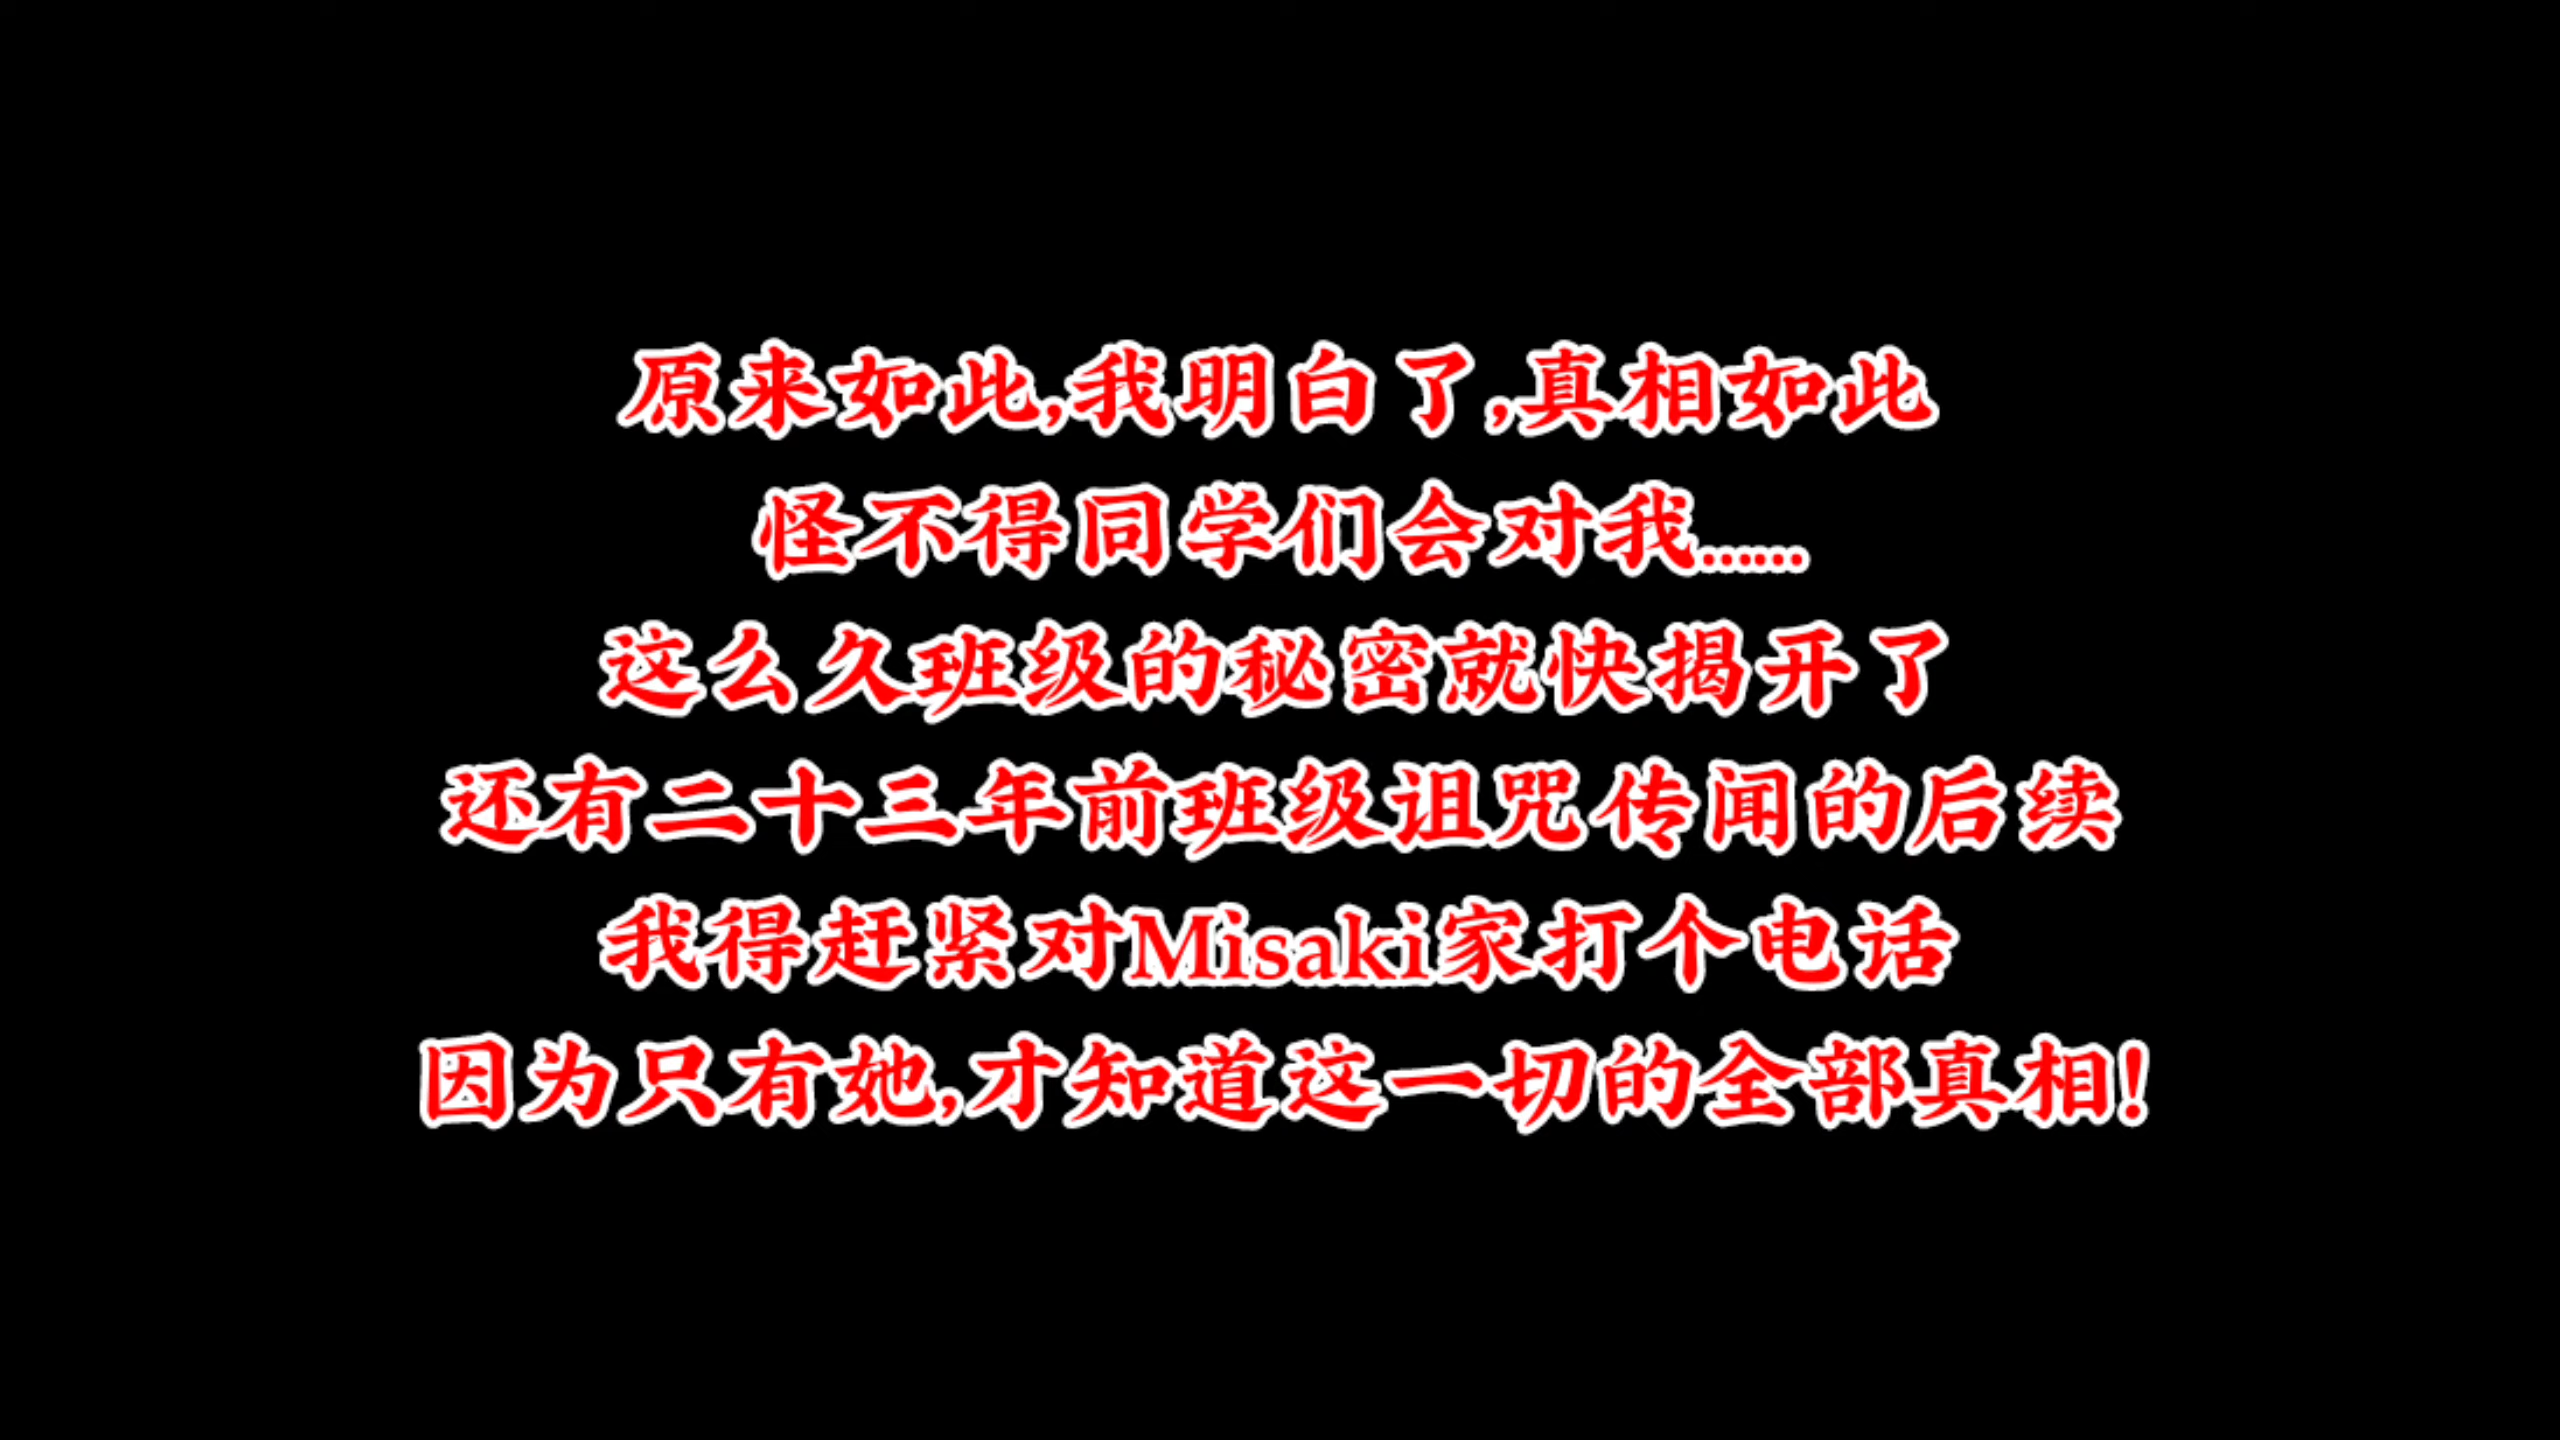 原来如此,我明白了,真相如此
怪不得同学们会对我……
这么久班级的秘密就快揭开了
还有二十三年前班级诅咒传闻的后续
我得赶紧对Misaki家打个电话
因为只有她,才知道这一切的全部真相!